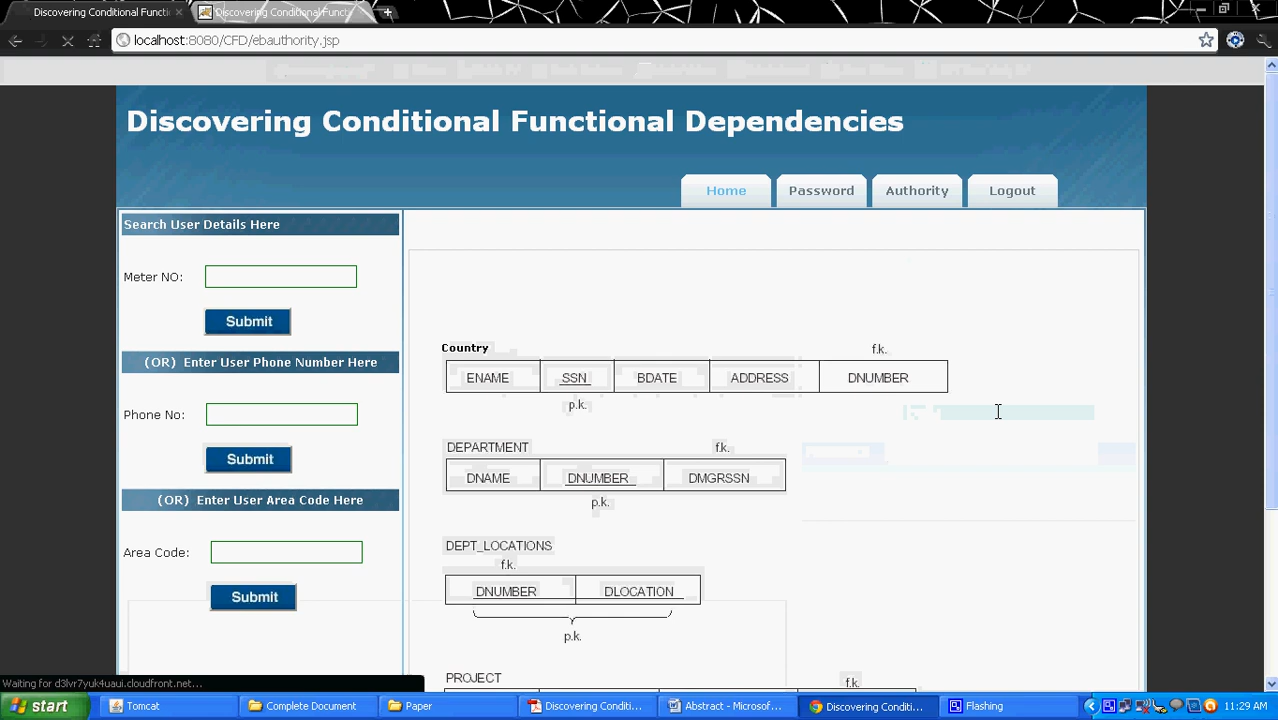 Discovering Conditional Functi
Discovering Conditional Funct
localhost:8080/CFD/ebauthority.jsp
Discovering Conditional Functional Dependencies
Home
Password
Authority
Logout
Search User Details Here
Meter NO:
Submit
(OR) Enter User Phone Number Here
Phone No:
Submit
(OR) Enter User Area Code Here
Area Code:
Submit
Country
f.k.
ENAME SSN BDATE ADDRESS DNUMBER
p.k.
DEPARTMENT f.k.
DNAME DNUMBER DMGRSSN
p.k.
DEPT_LOCATIONS
f.k.
DNUMBER DLOCATION
p.k.
PROJECT
f.k.
Waiting for d3lvr7yuk4uaui.cloudfront.net...
start
Tomcat
Complete Document
Paper
Discovering Conditi...
Abstract - Microsof...
Discovering Conditi...
Flashing
11:29 AM